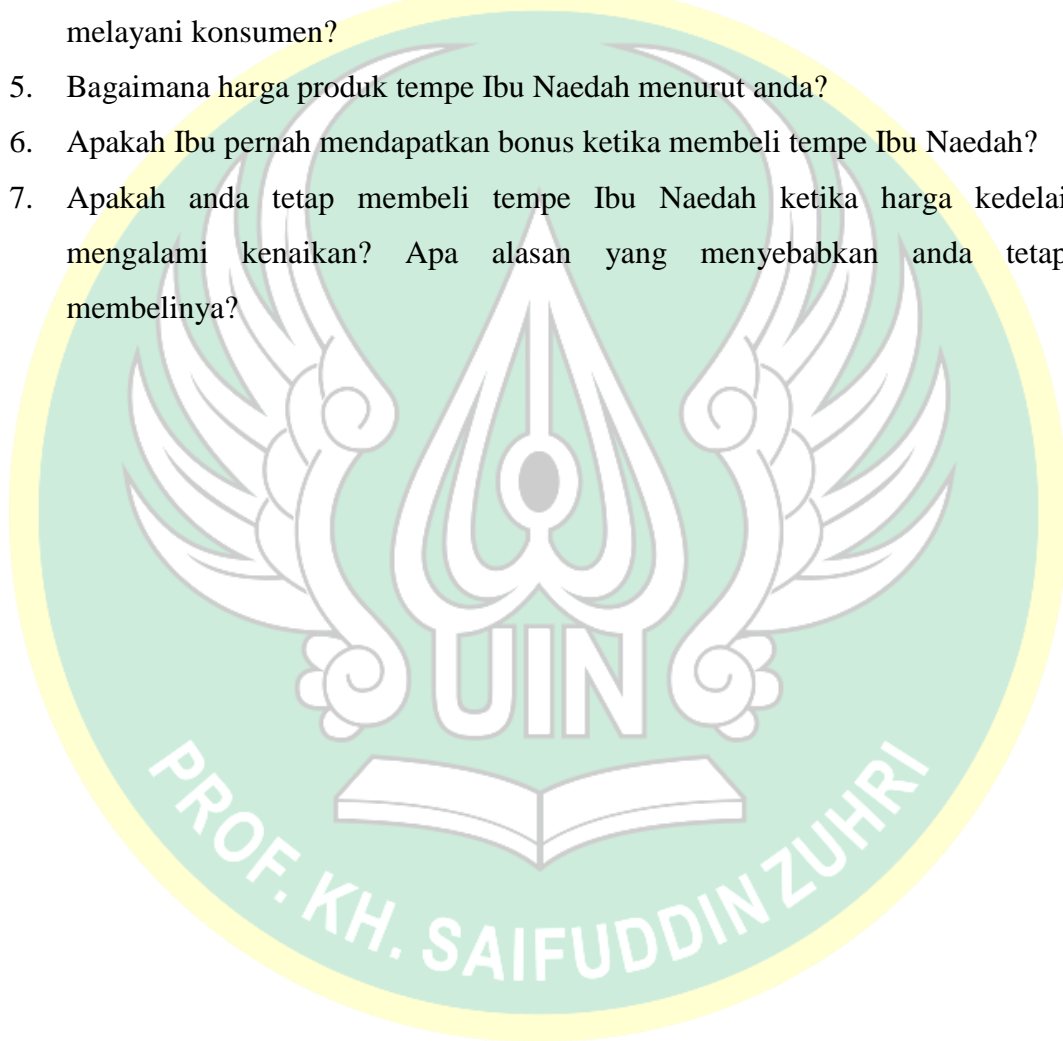 melayani konsumen?
5. Bagaimana harga produk tempe Ibu Naedah menurut anda?
6. Apakah Ibu pernah mendapatkan bonus ketika membeli tempe Ibu Naedah?
7. Apakah anda tetap membeli tempe Ibu Naedah ketika harga kedelai
mengalami kenaikan? Apa alasan yang menyebabkan anda tetap
membelinya?
UIN
PROF. KH. SAIFUDDIN ZUHRI